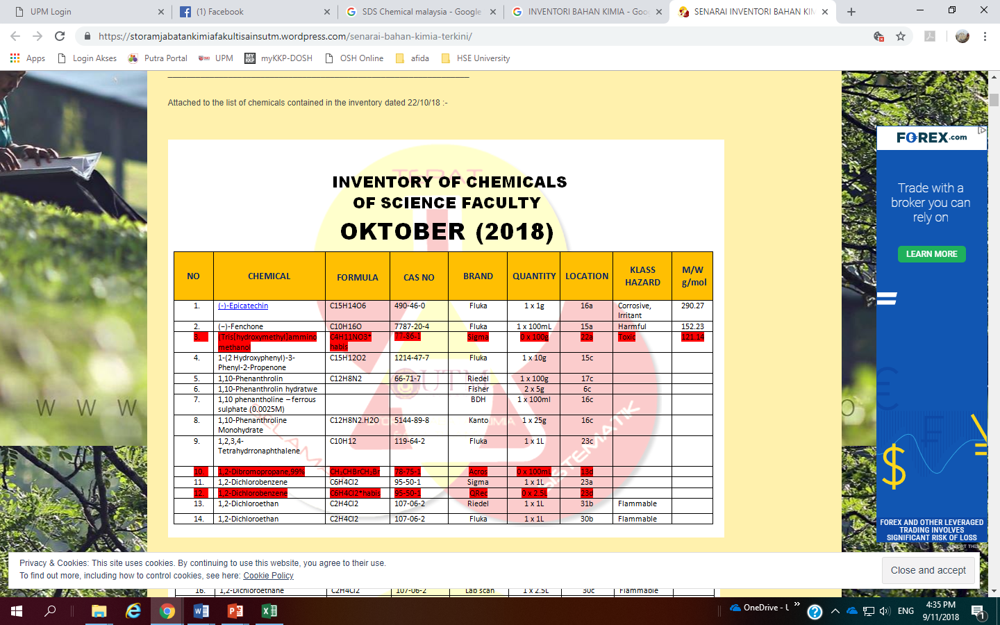 UPM Login
(1) Facebook
SDS Chemical malaysia - Google
INVENTORI BAHAN KIMIA - Goo
SENARAI INVENTORI BAHAN KIM
https://storamjabatankimiafakultisainsutm.wordpress.com/senarai-bahan-kimia-terkini/
Apps Login Akses Putra Portal UPM myKKP-DOSH OSH Online afida HSE University
Attached to the list of chemicals contained in the inventory dated 22/10/18 :-
INVENTORY OF CHEMICALS
OF SCIENCE FACULTY
OKTOBER (2018)
NO CHEMICAL FORMULA CAS NO BRAND QUANTITY LOCATION KLASS HAZARD M/W g/mol
1. (-)-Epicatechin C15H14O6 490-46-0 Fluka 1 x 1g 16a Corrosive, 290.27
Irritant
2. (−)-Fenchone C10H16O 7787-20-4 Fluka 1 x 100mL 15a Harmful 152.23
3. (Tris[hydroxymethyl]ammino C4H11NO3* 77-86-1 Sigma 0 x 100g 22a Toxic 121.14
methanol habis
4. 1-(2 Hydroxyphenyl)-3- C15H12O2 1214-47-7 Fluka 1 x 10g 15c
Phenyl-2-Propenone
5. 1,10-Phenanthrolin C12H8N2 66-71-7 Riedel 1 x 100g 17c
6. 1,10-Phenanthrolin hydratwe Fisher 2 x 5g 6c
7. 1,10 phenantholine – ferrous BDH 1 x 100ml 16c
sulphate (0.0025M)
8. 1,10-Phenanthroline C12H8N2.H2O 5144-89-8 Kanto 1 x 25g 16c
Monohydrate
9. 1,2,3,4- C10H12 119-64-2 Fluka 1 x 1L 23c
Tetrahydrronaphthalene
10. 1,2-Dibromopropane,99% CH₃CHBrCH₂Br 78-75-1 Acros 0 x 100mL 13d
11. 1,2-Dichlorobenzene C6H4Cl2 95-50-1 Sigma 1 x 1L 23a
12. 1,2-Dichlorobenzene C6H4Cl2*habis 95-50-1 QRec 0 x 2.5L 23d
13. 1,2-Dichloroethan C2H4Cl2 107-06-2 Riedel 1 x 1L 31b Flammable
14. 1,2-Dichloroethan C2H4Cl2 107-06-2 Fluka 1 x 1L 30b Flammable
UTM
SISTEMATIK
W W W
FOREX.com
Trade with a
broker you can
rely on
LEARN MORE
FOREX AND OTHER LEVERAGED
TRADING INVOLVES
SIGNIFICANT RISK OF LOSS
Privacy & Cookies: This site uses cookies. By continuing to use this website, you agree to their use.
To find out more, including how to control cookies, see here: Cookie Policy
Close and accept
16. 1,2-Dichloroethane C2H4Cl2 107-06-2 Lab scan 1 x 2.5L 30c Flammable
OneDrive - U
ENG
4:35 PM
9/11/2018
1